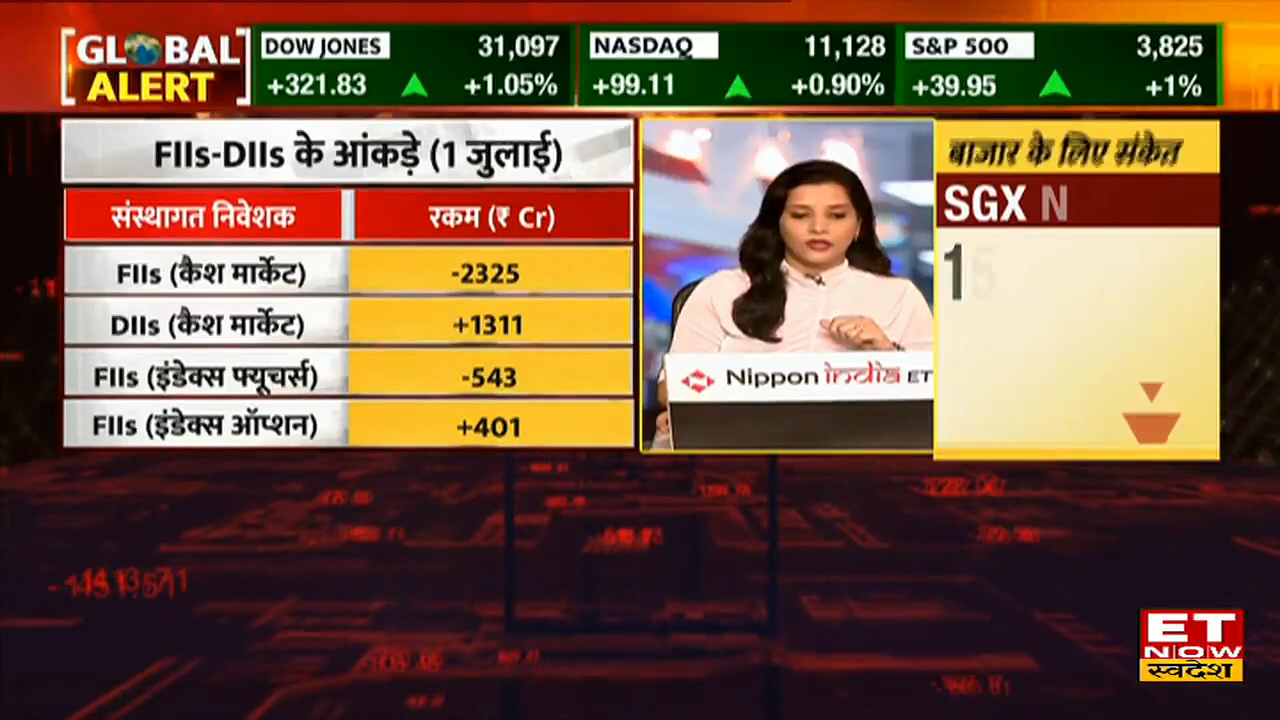 GLOBAL
ALERT
DOW JONES 31,097
+321.83 +1.05%
NASDAQ 11,128
+99.11 +0.90%
S&P 500 3,825
+39.95 +1%
FIIs-DIIs के आंकड़े (1 जुलाई)
संस्थागत निवेशक रकम (₹ Cr)
FIIs (कैश मार्केट) -2325
DIIs (कैश मार्केट) +1311
FIIs (इंडेक्स फ्यूचर्स) -543
FIIs (इंडेक्स ऑप्शन) +401
Nippon india ET
बाजार के लिए संकेत
SGX N
15
ET
NOW
स्वदेश